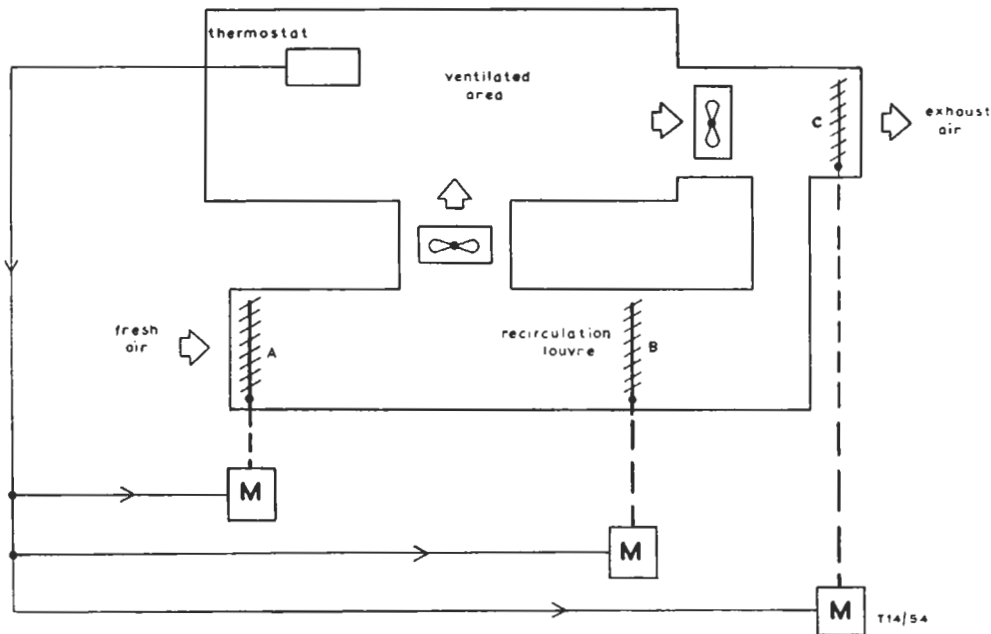 thermostat
ventilated
area
C
exhaust
air
fresh
air
A
recirculation
louvre
B
M
M
M
T14/54